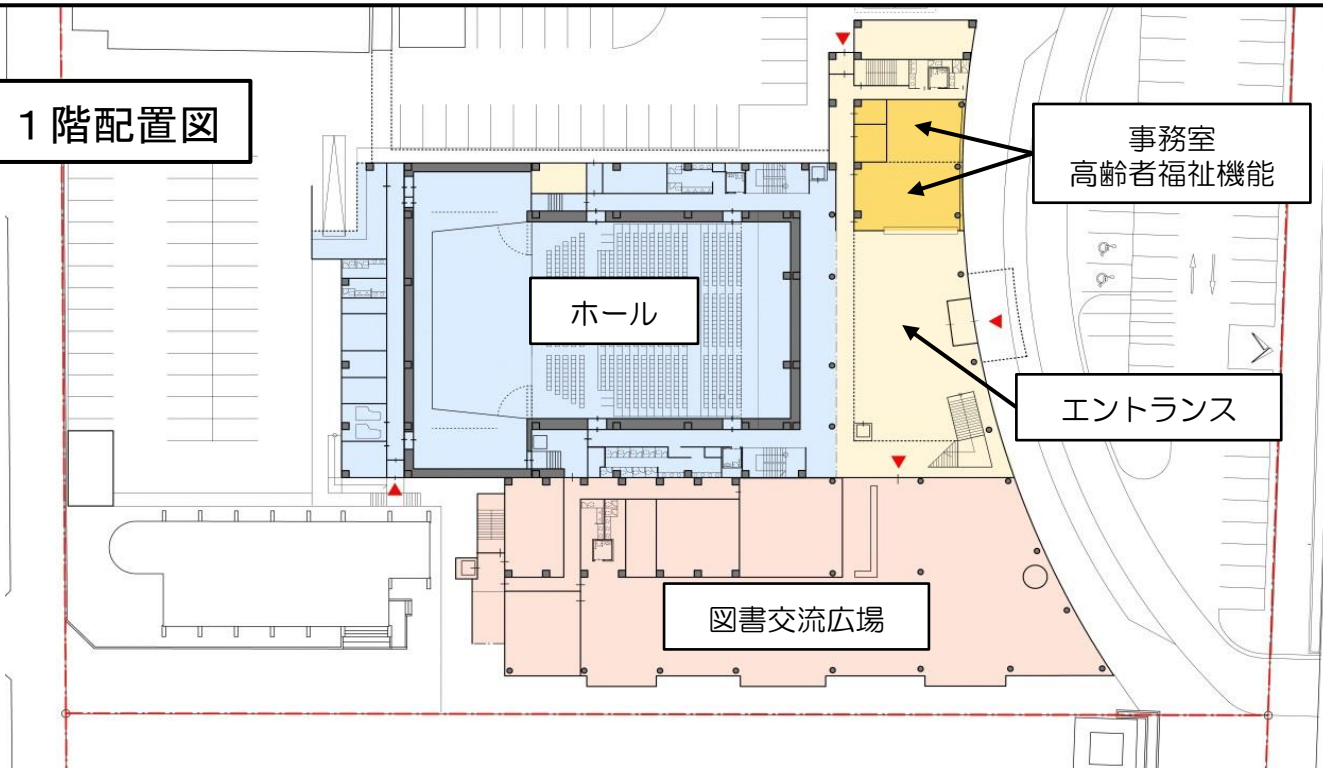 １階配置図
事務室
高齢者福祉機能
ホール
エントランス
図書交流広場